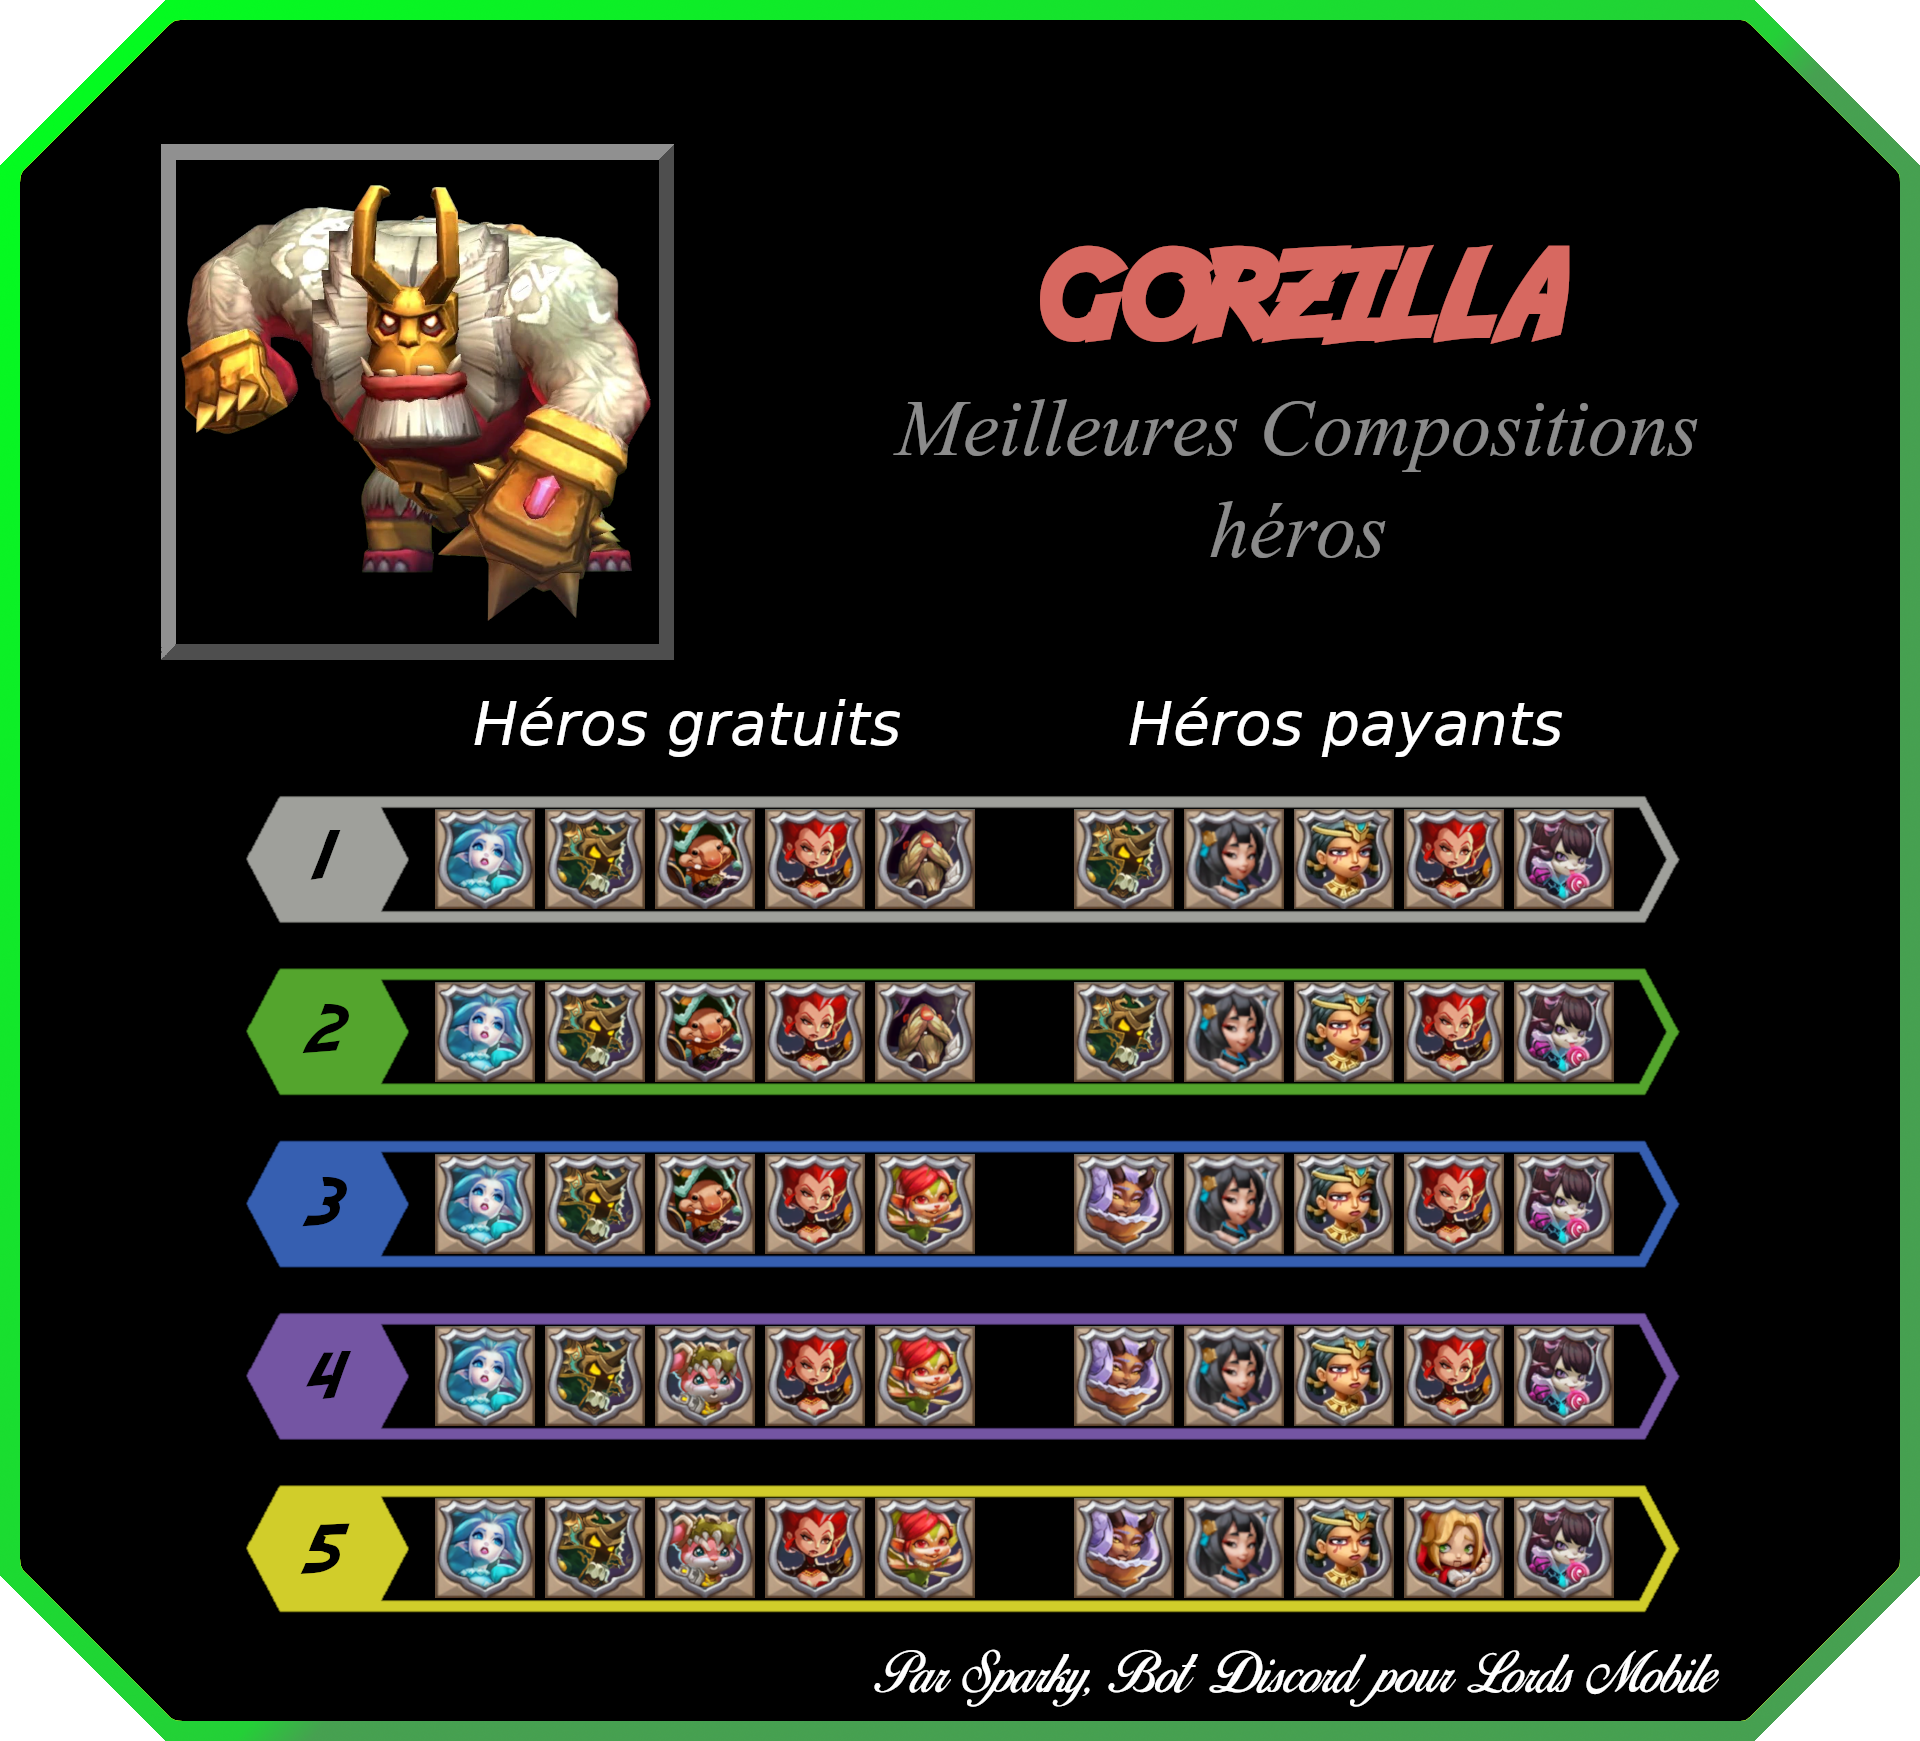 GORZILLA
Meilleures Compositions
héros
Héros gratuits
Héros payants
1
2
3
4
5
Par Sparky, Bot Discord pour Lords Mobile